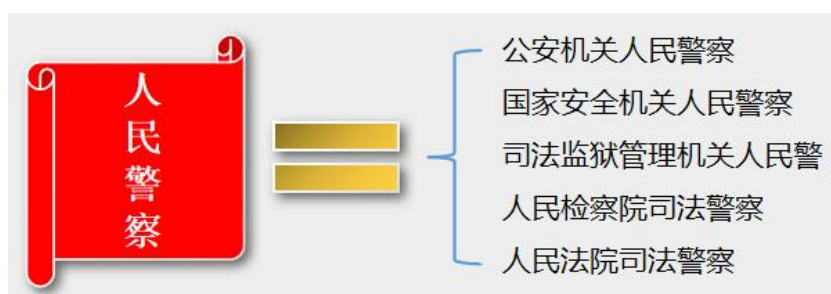 人民警察
公安机关人民警察
国家安全机关人民警察
司法监狱管理机关人民警
人民检察院司法警察
人民法院司法警察